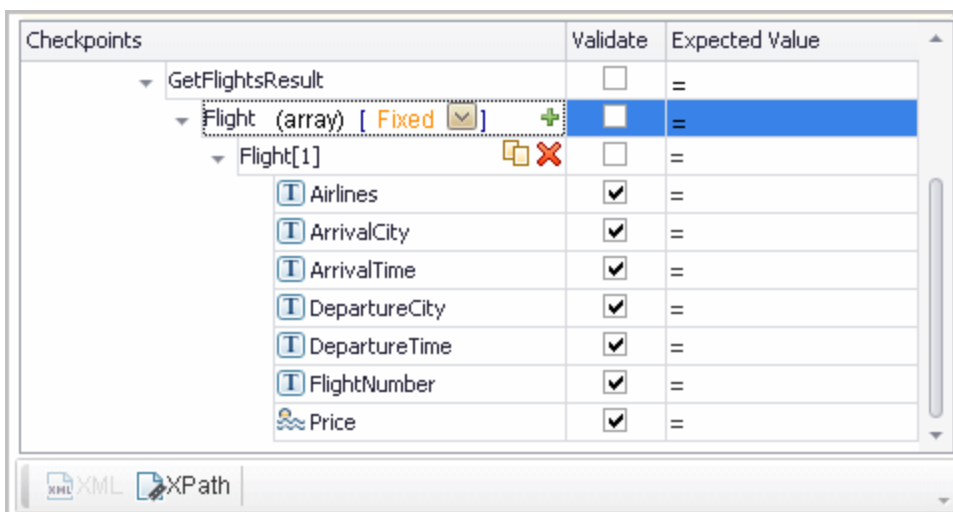 Checkpoints Validate Expected Value
GetFlightsResult =
Flight (array) [ Fixed ] =
Flight[1] =
T Airlines =
T ArrivalCity =
T ArrivalTime =
T DepartureCity =
T DepartureTime =
T FlightNumber =
Price =
XML XML XPath